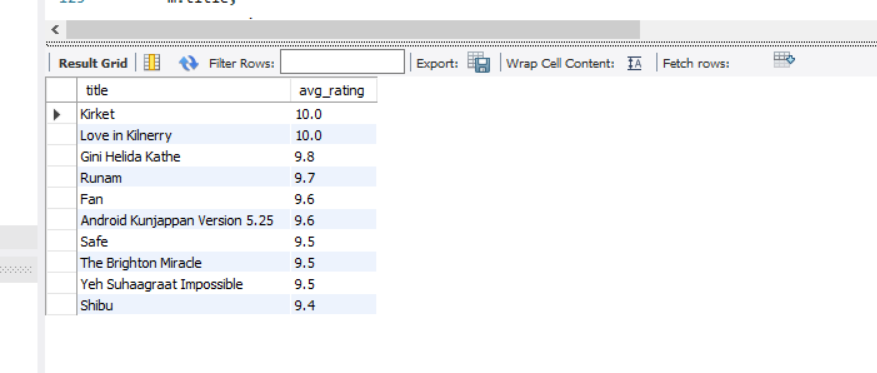 Result Grid Filter Rows: Export: Wrap Cell Content: Fetch rows:
title avg_rating
Kirket 10.0
Love in Kilnerry 10.0
Gini Helida Kathe 9.8
Runam 9.7
Fan 9.6
Android Kunjappan Version 5.25 9.6
Safe 9.5
The Brighton Miracle 9.5
Yeh Suhaagraat Impossible 9.5
Shibu 9.4